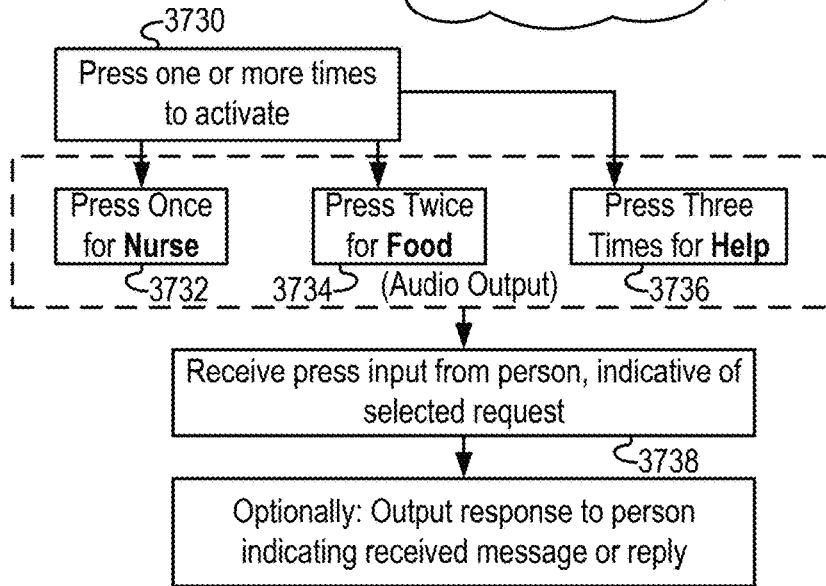 3730
Press one or more times
to activate
Press Once
for Nurse
3732
Press Twice
for Food
3734
(Audio Output)
Press Three
Times for Help
3736
Receive press input from person, indicative of
selected request
3738
Optionally: Output response to person
indicating received message or reply